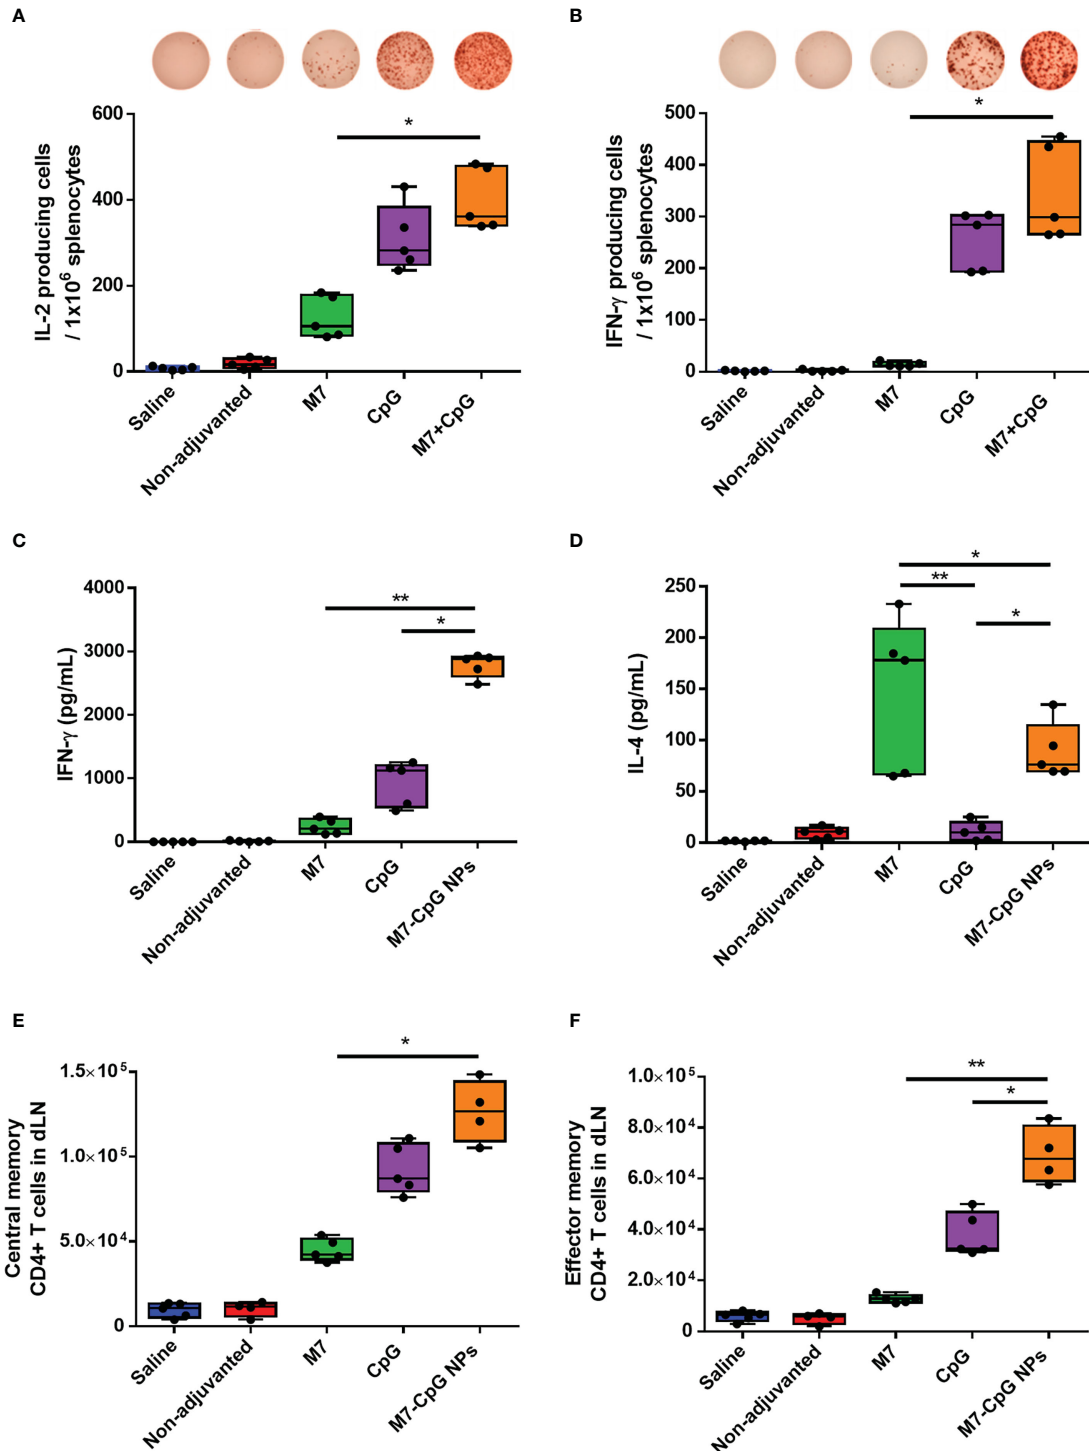 A
IL-2 producing cells
/ 1x10⁶ splenocytes
600
400
200
0
*
Saline
Non-adjuvanted
M7
CpG
M7+CpG
B
IFN-γ producing cells
/ 1x10⁶ splenocytes
500
400
300
200
100
0
*
Saline
Non-adjuvanted
M7
CpG
M7+CpG
C
IFN-γ (pg/mL)
4000
3000
2000
1000
0
**
*
Saline
Non-adjuvanted
M7
CpG
M7-CpG NPs
D
IL-4 (pg/mL)
250
200
150
100
50
0
*
**
*
Saline
Non-adjuvanted
M7
CpG
M7-CpG NPs
E
Central memory
CD4+ T cells in dLN
1.5×10⁵
1.0×10⁵
5.0×10⁴
0
*
Saline
Non-adjuvanted
M7
CpG
M7-CpG NPs
F
Effector memory
CD4+ T cells in dLN
1.0×10⁵
8.0×10⁴
6.0×10⁴
4.0×10⁴
2.0×10⁴
0
**
*
Saline
Non-adjuvanted
M7
CpG
M7-CpG NPs